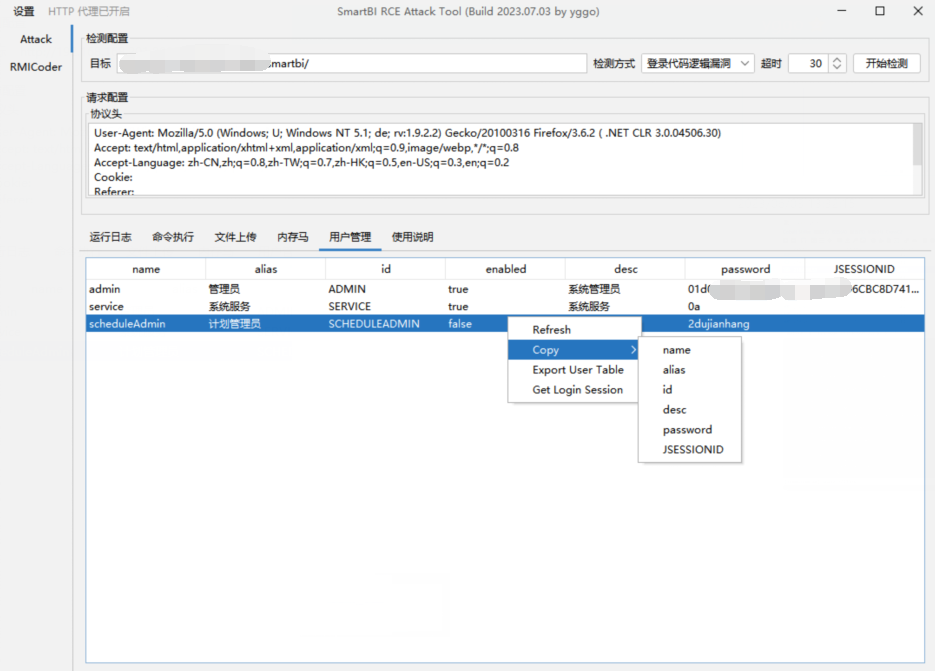 设置 HTTP 代理已开启 SmartBI RCE Attack Tool (Build 2023.07.03 by yggo)
Attack
RMICoder
检测配置
目标 smartbi/ 检测方式 登录代码逻辑漏洞 超时 30 开始检测
请求配置
协议头
User-Agent: Mozilla/5.0 (Windows; U; Windows NT 5.1; de; rv:1.9.2.2) Gecko/20100316 Firefox/3.6.2 ( .NET CLR 3.0.04506.30)
Accept: text/html,application/xhtml+xml,application/xml;q=0.9,image/webp,*/*;q=0.8
Accept-Language: zh-CN,zh;q=0.8,zh-TW;q=0.7,zh-HK;q=0.5,en-US;q=0.3,en;q=0.2
Cookie:
Referer:
运行日志 命令执行 文件上传 内存马 用户管理 使用说明
name alias id enabled desc password JSESSIONID
admin 管理员 ADMIN true 系统管理员 01d 6CBC8D741...
service 系统服务 SERVICE true 系统服务 0a
scheduleAdmin 计划管理员 SCHEDULEADMIN false 2dujianhang
Refresh
Copy
Export User Table
Get Login Session
name
alias
id
desc
password
JSESSIONID